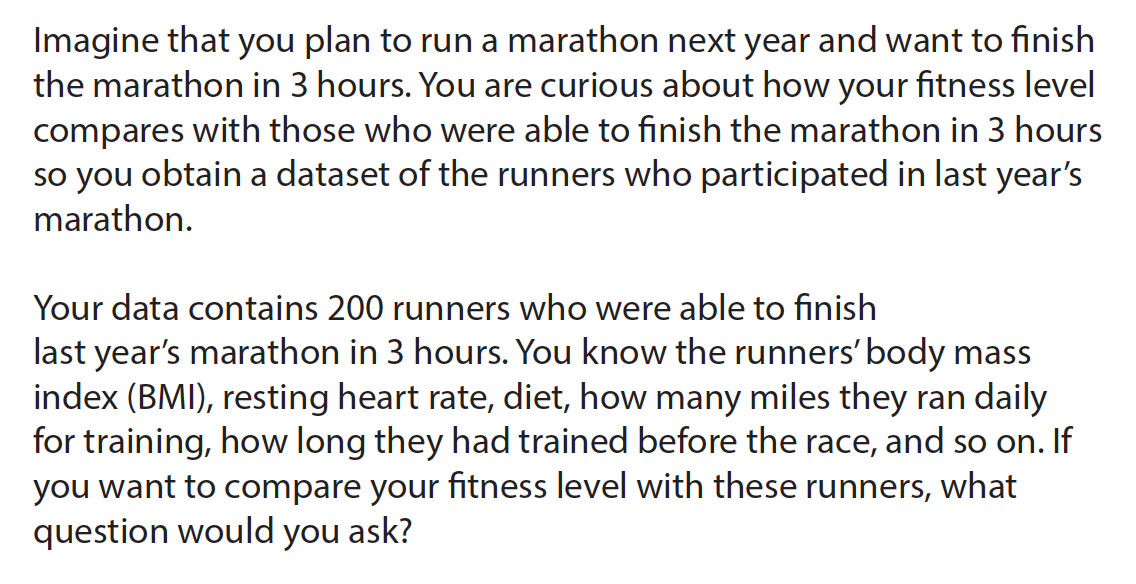 Imagine that you plan to run a marathon next year and want to finish
the marathon in 3 hours. You are curious about how your fitness level
compares with those who were able to finish the marathon in 3 hours
so you obtain a dataset of the runners who participated in last year’s
marathon.
Your data contains 200 runners who were able to finish
last year’s marathon in 3 hours. You know the runners’ body mass
index (BMI), resting heart rate, diet, how many miles they ran daily
for training, how long they had trained before the race, and so on. If
you want to compare your fitness level with these runners, what
question would you ask?